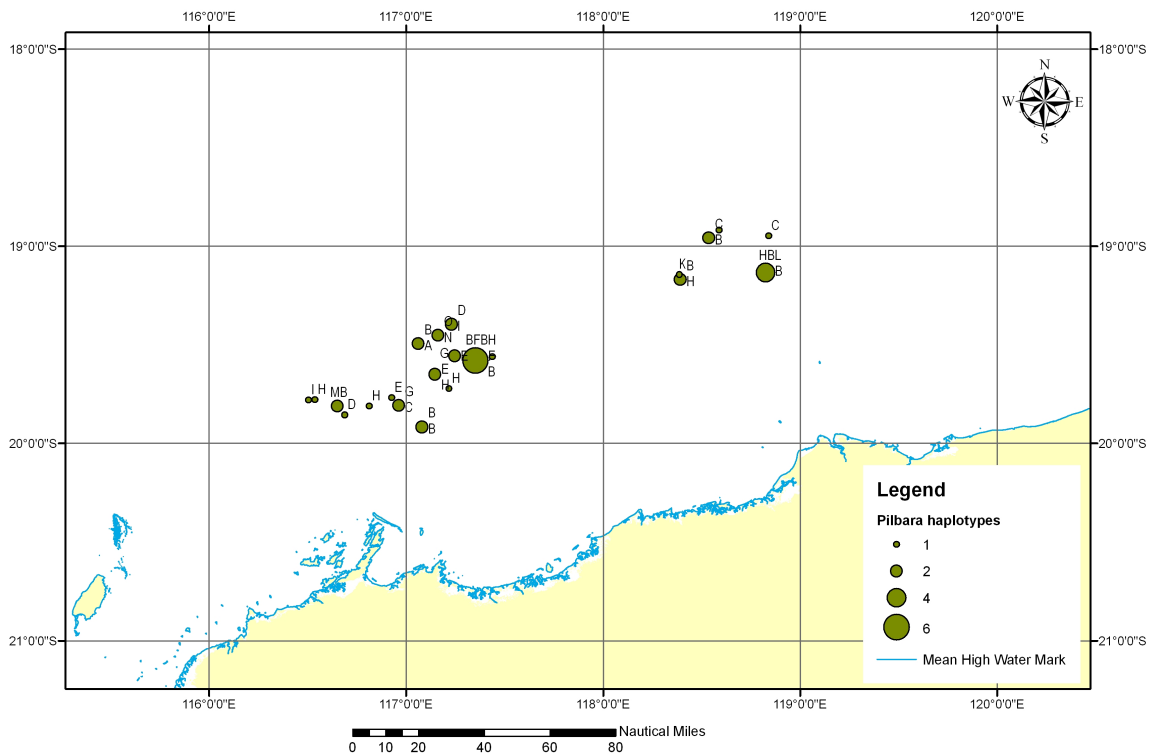 116°0'0"E 117°0'0"E 118°0'0"E 119°0'0"E 120°0'0"E
18°0'0"S 18°0'0"S
N
W E
S
C C
B
19°0'0"S 19°0'0"S
HBL
KB B
H
D
B I
A N BFBH
G E
E B
H H
I H MB H E G
D C
B
B
20°0'0"S 20°0'0"S
Legend
Pilbara haplotypes
1
2
4
6
Mean High Water Mark
21°0'0"S 21°0'0"S
116°0'0"E 117°0'0"E 118°0'0"E 119°0'0"E 120°0'0"E
Nautical Miles
0 10 20 40 60 80